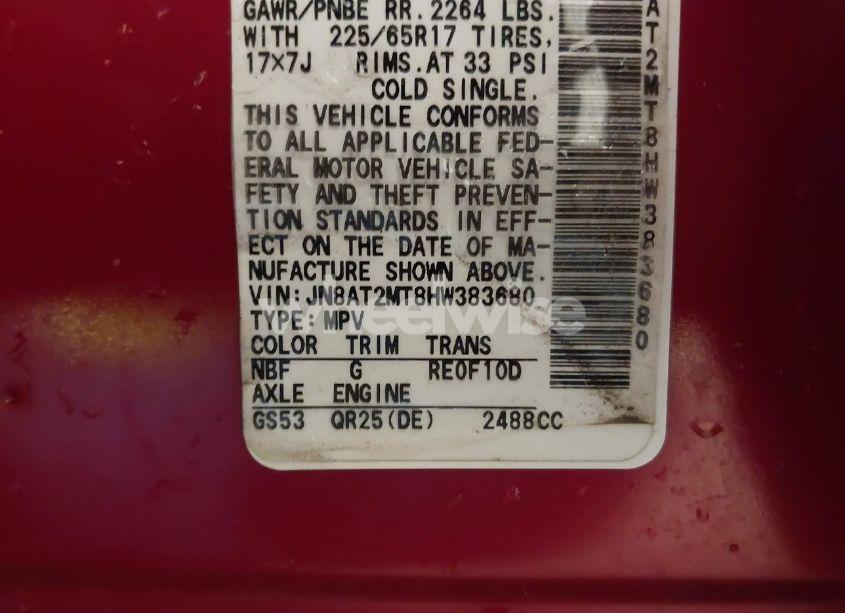 GAWR/PNBE RR. 2264 LBS.
WITH 225/65R17 TIRES,
17×7J RIMS.AT 33 PSI
COLD SINGLE.
THIS VEHICLE CONFORMS
TO ALL APPLICABLE FED-
ERAL MOTOR VEHICLE SA-
FETY AND THEFT PREVEN-
TION STANDARDS IN EFF-
ECT ON THE DATE OF MA-
NUFACTURE SHOWN ABOVE.
VIN:JN8AT2MT8HW383680
TYPE:MPV
COLOR TRIM TRANS
NBF G RE0F10D
AXLE ENGINE
GS53 QR25(DE) 2488CC
AT2MT8HW383680
wheelwise